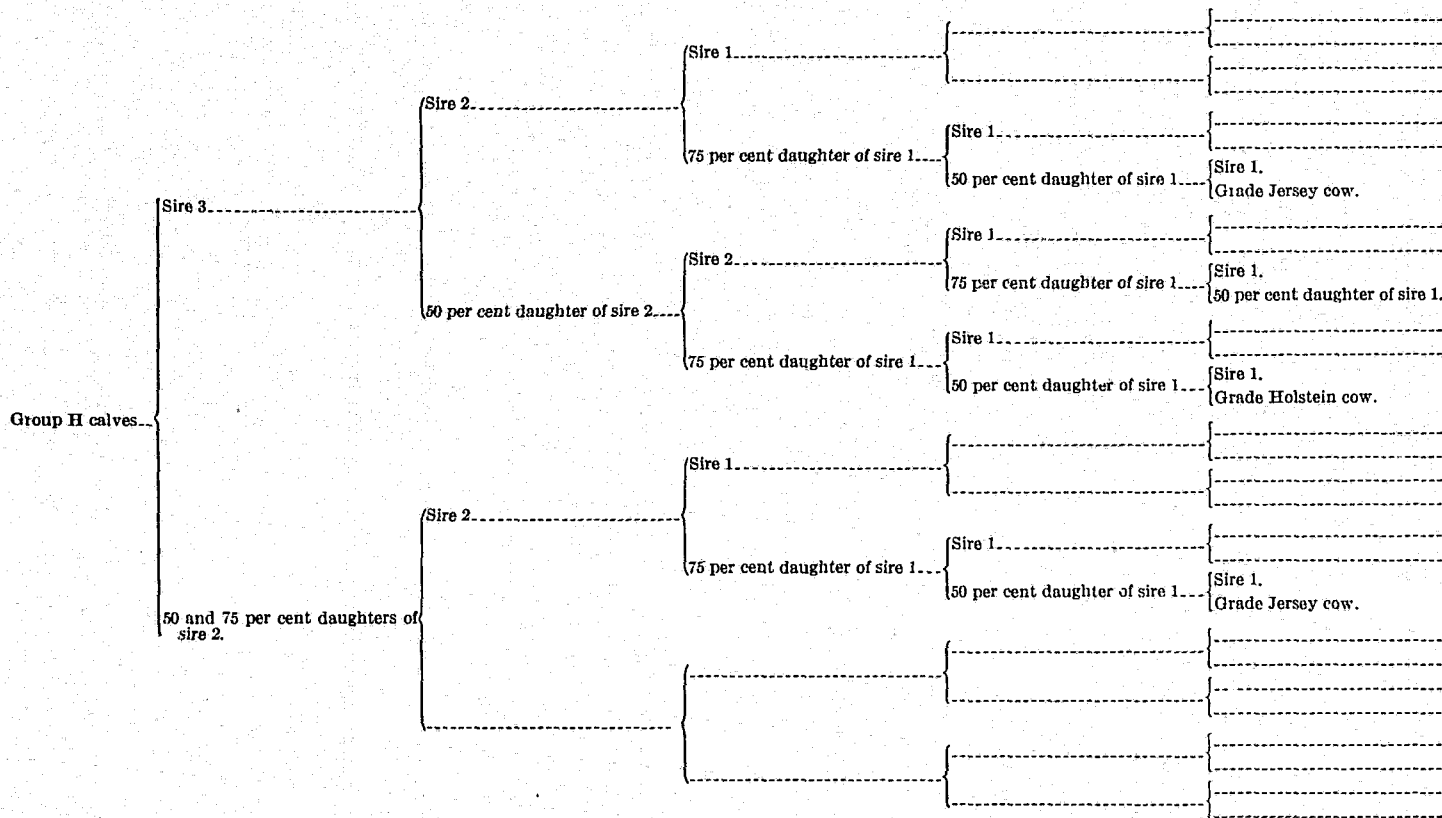 Sire 1
Sire 2
Sire 1
75 per cent daughter of sire 1
50 per cent daughter of sire 1
Sire 1.
Grade Jersey cow.
Sire 3
Sire 1
Sire 2
75 per cent daughter of sire 1
Sire 1.
50 per cent daughter of sire 1.
50 per cent daughter of sire 2
Sire 1
75 per cent daughter of sire 1
50 per cent daughter of sire 1
Sire 1.
Grade Holstein cow.
Group H calves
Sire 1
Sire 2
Sire 1
75 per cent daughter of sire 1
50 per cent daughter of sire 1
Sire 1.
Grade Jersey cow.
50 and 75 per cent daughters of
sire 2.